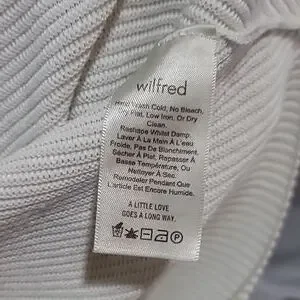 wilfred
Hand Wash Cold, No Bleach,
Dry Flat, Low Iron, Or Dry
Clean.
Reshape Whilst Damp.
Laver À La Main À L'eau
Froide, Pas De Blanchiment,
Sécher À Plat, Repasser À
Basse Température, Ou
Nettoyer À Sec.
Remodeler Pendant Que
L'article Est Encore Humide.
A LITTLE LOVE
GOES A LONG WAY.
P